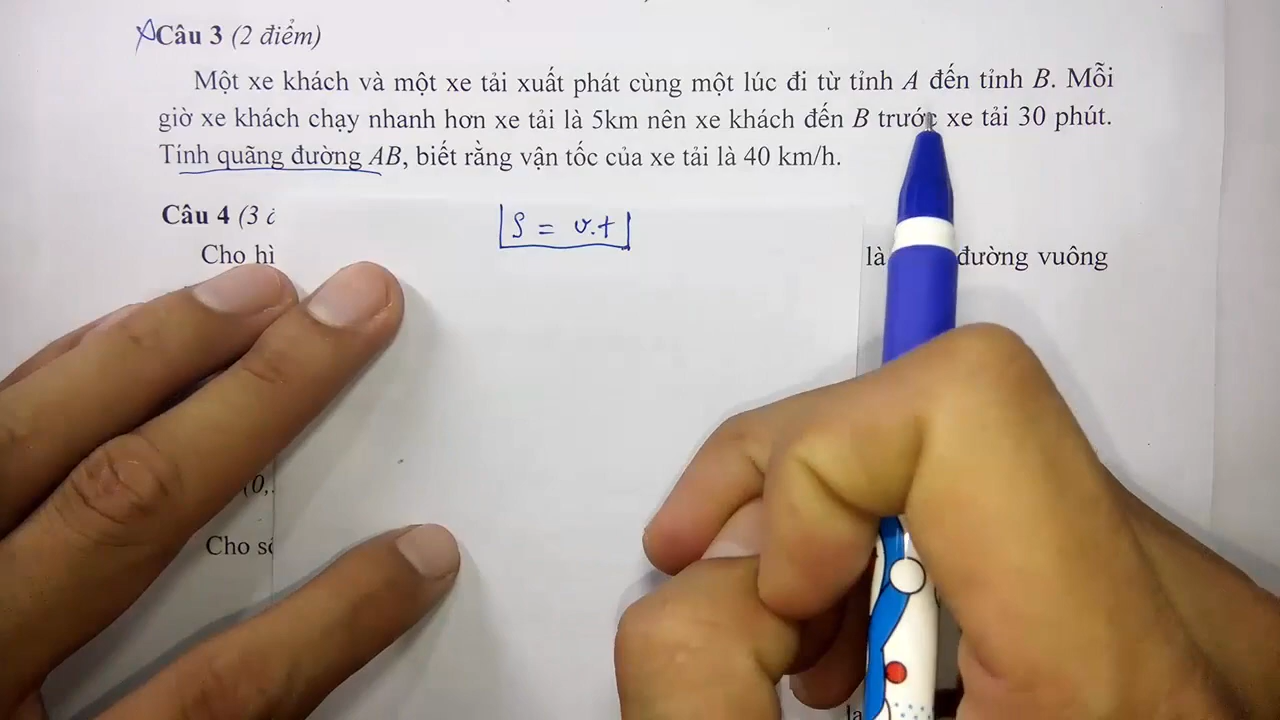 Câu 3 (2 điểm)
Một xe khách và một xe tải xuất phát cùng một lúc đi từ tỉnh A đến tỉnh B. Mỗi
giờ xe khách chạy nhanh hơn xe tải là 5km nên xe khách đến B trước xe tải 30 phút.
Tính quãng đường AB, biết rằng vận tốc của xe tải là 40 km/h.
Câu 4 (3
S = v.t
Cho là đường vuông
(0,
Cho